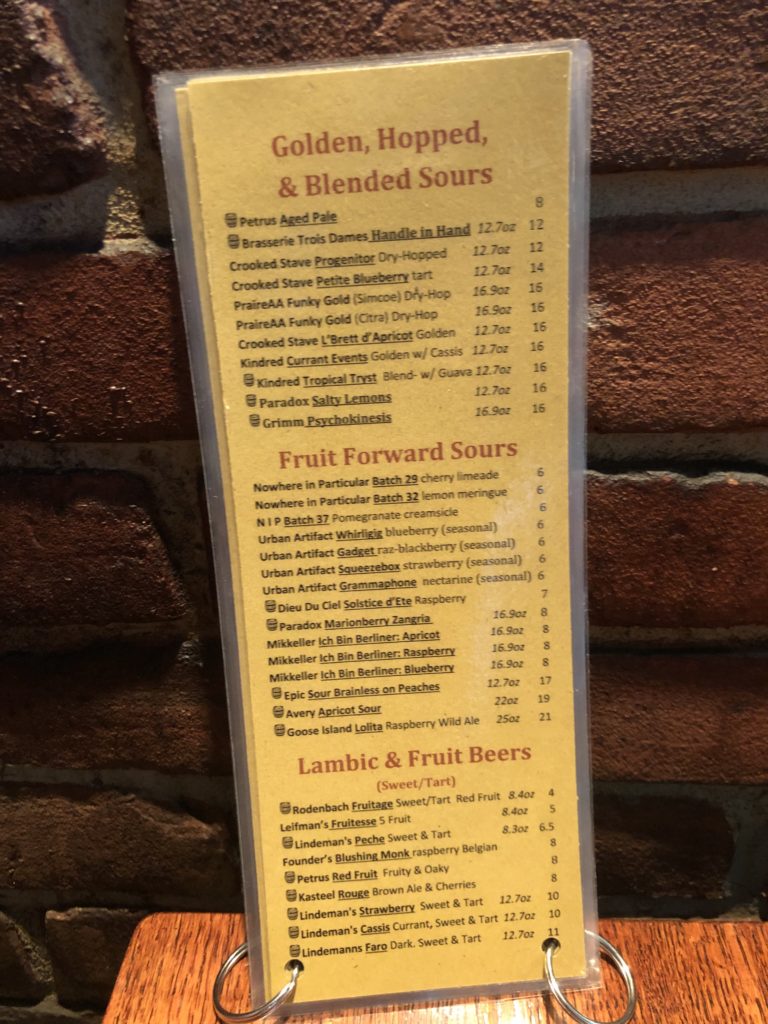 Golden, Hopped,
& Blended Sours
Petrus Aged Pale 8
Brasserie Trois Dames Handle in Hand 12.7oz 12
Crooked Stave Progenitor Dry-Hopped 12.7oz 12
Crooked Stave Petite Blueberry tart 12.7oz 14
PraireAA Funky Gold (Simcoe) Dry-Hop 16.9oz 16
PraireAA Funky Gold (Citra) Dry-Hop 16.9oz 16
Crooked Stave L'Brett d'Apricot Golden 12.7oz 16
Kindred Currant Events Golden w/ Cassis 12.7oz 16
Kindred Tropical Tryst Blend- w/ Guava 12.7oz 16
Paradox Salty Lemons 12.7oz 16
Grimm Psychokinesis 16.9oz 16
Fruit Forward Sours
Nowhere in Particular Batch 29 cherry limeade 6
Nowhere in Particular Batch 32 lemon meringue 6
N I P Batch 37 Pomegranate creamsicle 6
Urban Artifact Whirligig blueberry (seasonal) 6
Urban Artifact Gadget raz-blackberry (seasonal) 6
Urban Artifact Squeezebox strawberry (seasonal) 6
Urban Artifact Grammaphone nectarine (seasonal) 6
Dieu Du Ciel Solstice d'Ete Raspberry 7
Paradox Marionberry Zangria 16.9oz 8
Mikkeller Ich Bin Berliner: Apricot 16.9oz 8
Mikkeller Ich Bin Berliner: Raspberry 16.9oz 8
Mikkeller Ich Bin Berliner: Blueberry 16.9oz 8
Epic Sour Brainless on Peaches 12.7oz 17
Avery Apricot Sour 22oz 19
Goose Island Lolita Raspberry Wild Ale 25oz 21
Lambic & Fruit Beers
(Sweet/Tart)
Rodenbach Fruitage Sweet/Tart Red Fruit 8.4oz 4
Leifman's Fruitesse 5 Fruit 8.4oz 5
Lindeman's Peche Sweet & Tart 8.3oz 6.5
Founder's Blushing Monk raspberry Belgian 8
Petrus Red Fruit Fruity & Oaky 8
Kasteel Rouge Brown Ale & Cherries 8
Lindeman's Strawberry Sweet & Tart 12.7oz 10
Lindeman's Cassis Currant, Sweet & Tart 12.7oz 10
Lindemanns Faro Dark. Sweet & Tart 12.7oz 11